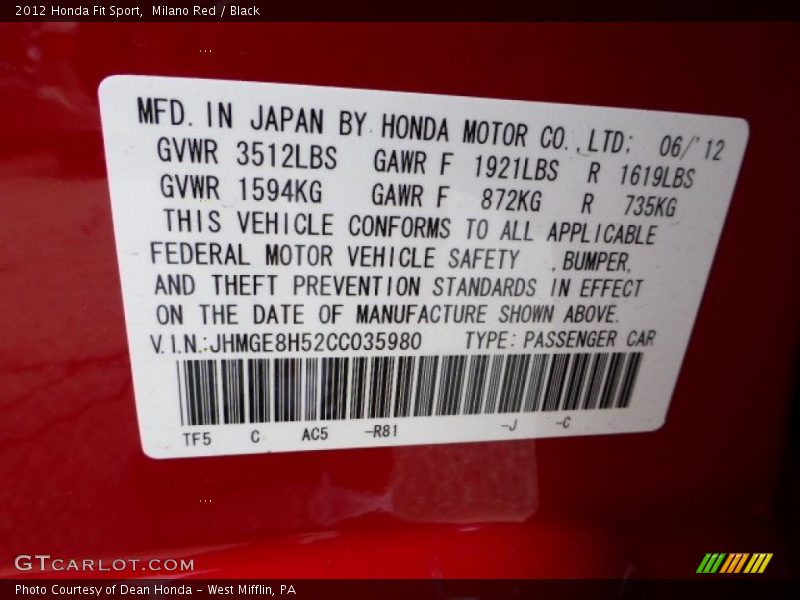 2012 Honda Fit Sport,  Milano Red / Black
MFD. IN JAPAN BY HONDA MOTOR CO.,LTD; 06/'12
GVWR 3512LBS GAWR F 1921LBS R 1619LBS
GVWR 1594KG GAWR F 872KG R 735KG
THIS VEHICLE CONFORMS TO ALL APPLICABLE
FEDERAL MOTOR VEHICLE SAFETY ,BUMPER,
AND THEFT PREVENTION STANDARDS IN EFFECT
ON THE DATE OF MANUFACTURE SHOWN ABOVE.
V.I.N.:JHMGE8H52CC035980 TYPE: PASSENGER CAR
TF5 C AC5 -R81 -J -C
GTCARLOT.COM
Photo Courtesy of Dean Honda - West Mifflin, PA